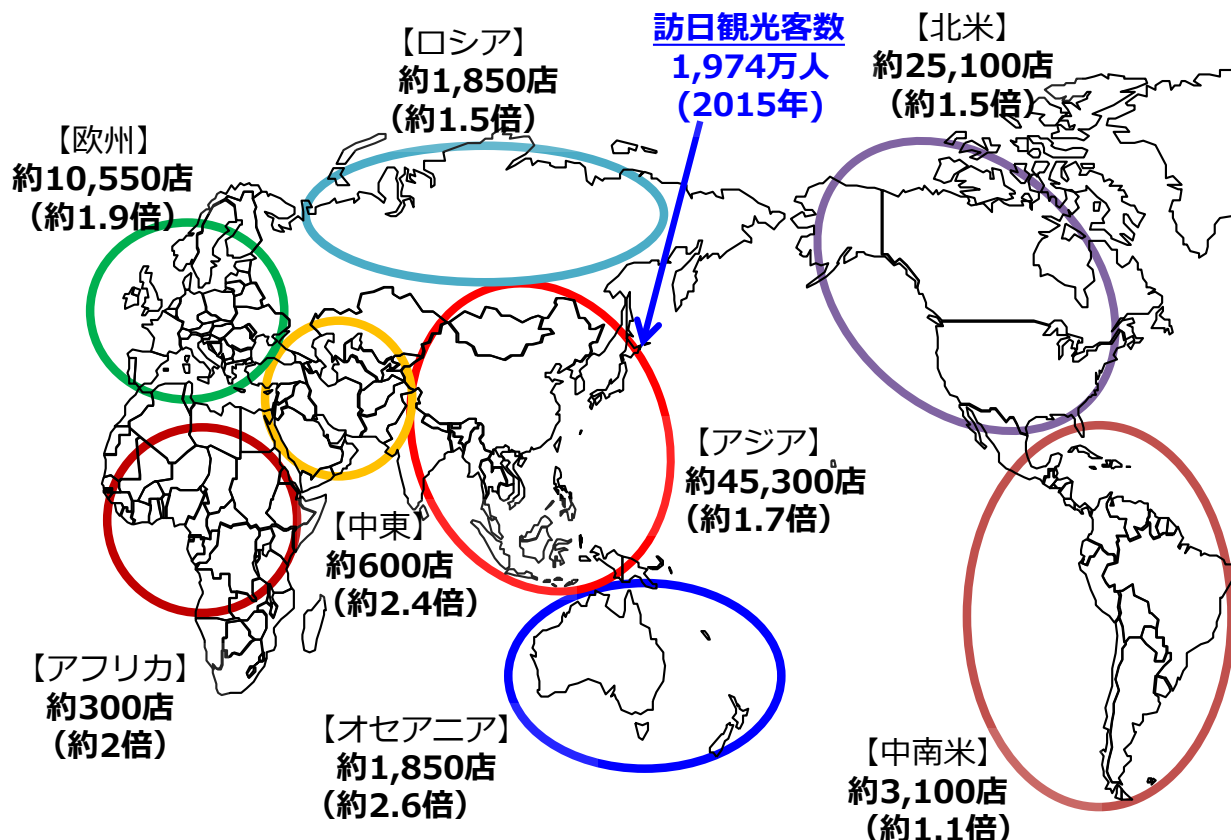 【ロシア】
約1,850店
（約1.5倍）
訪日観光客数
1,974万人
(2015年)
【北米】
約25,100店
（約1.5倍）
【欧州】
約10,550店
（約1.9倍）
【アジア】
約45,300店
（約1.7倍）
【中東】
約600店
（約2.4倍）
【アフリカ】
約300店
（約2倍）
【オセアニア】
約1,850店
（約2.6倍）
【中南米】
約3,100店
（約1.1倍）